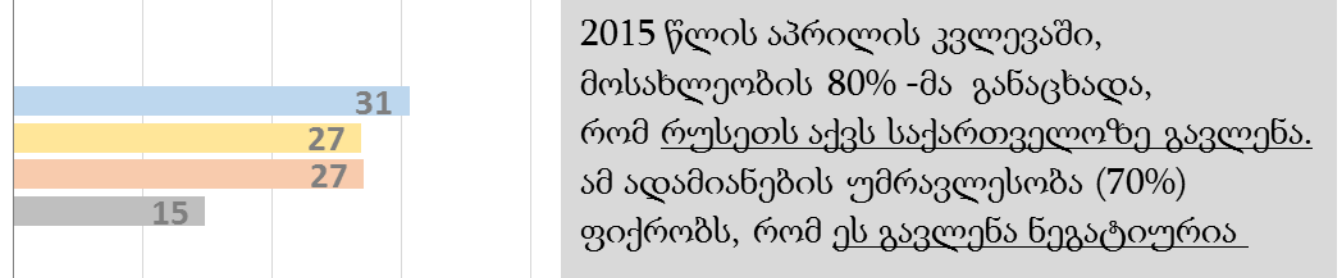 31
27
27
15
2015 წლის აპრილის კვლევაში,
მოსახლეობის 80% -მა განაცხადა,
რომ რუსეთს აქვს საქართველოზე გავლენა.
ამ ადამიანების უმრავლესობა (70%)
ფიქრობს, რომ ეს გავლენა ნეგატიურია